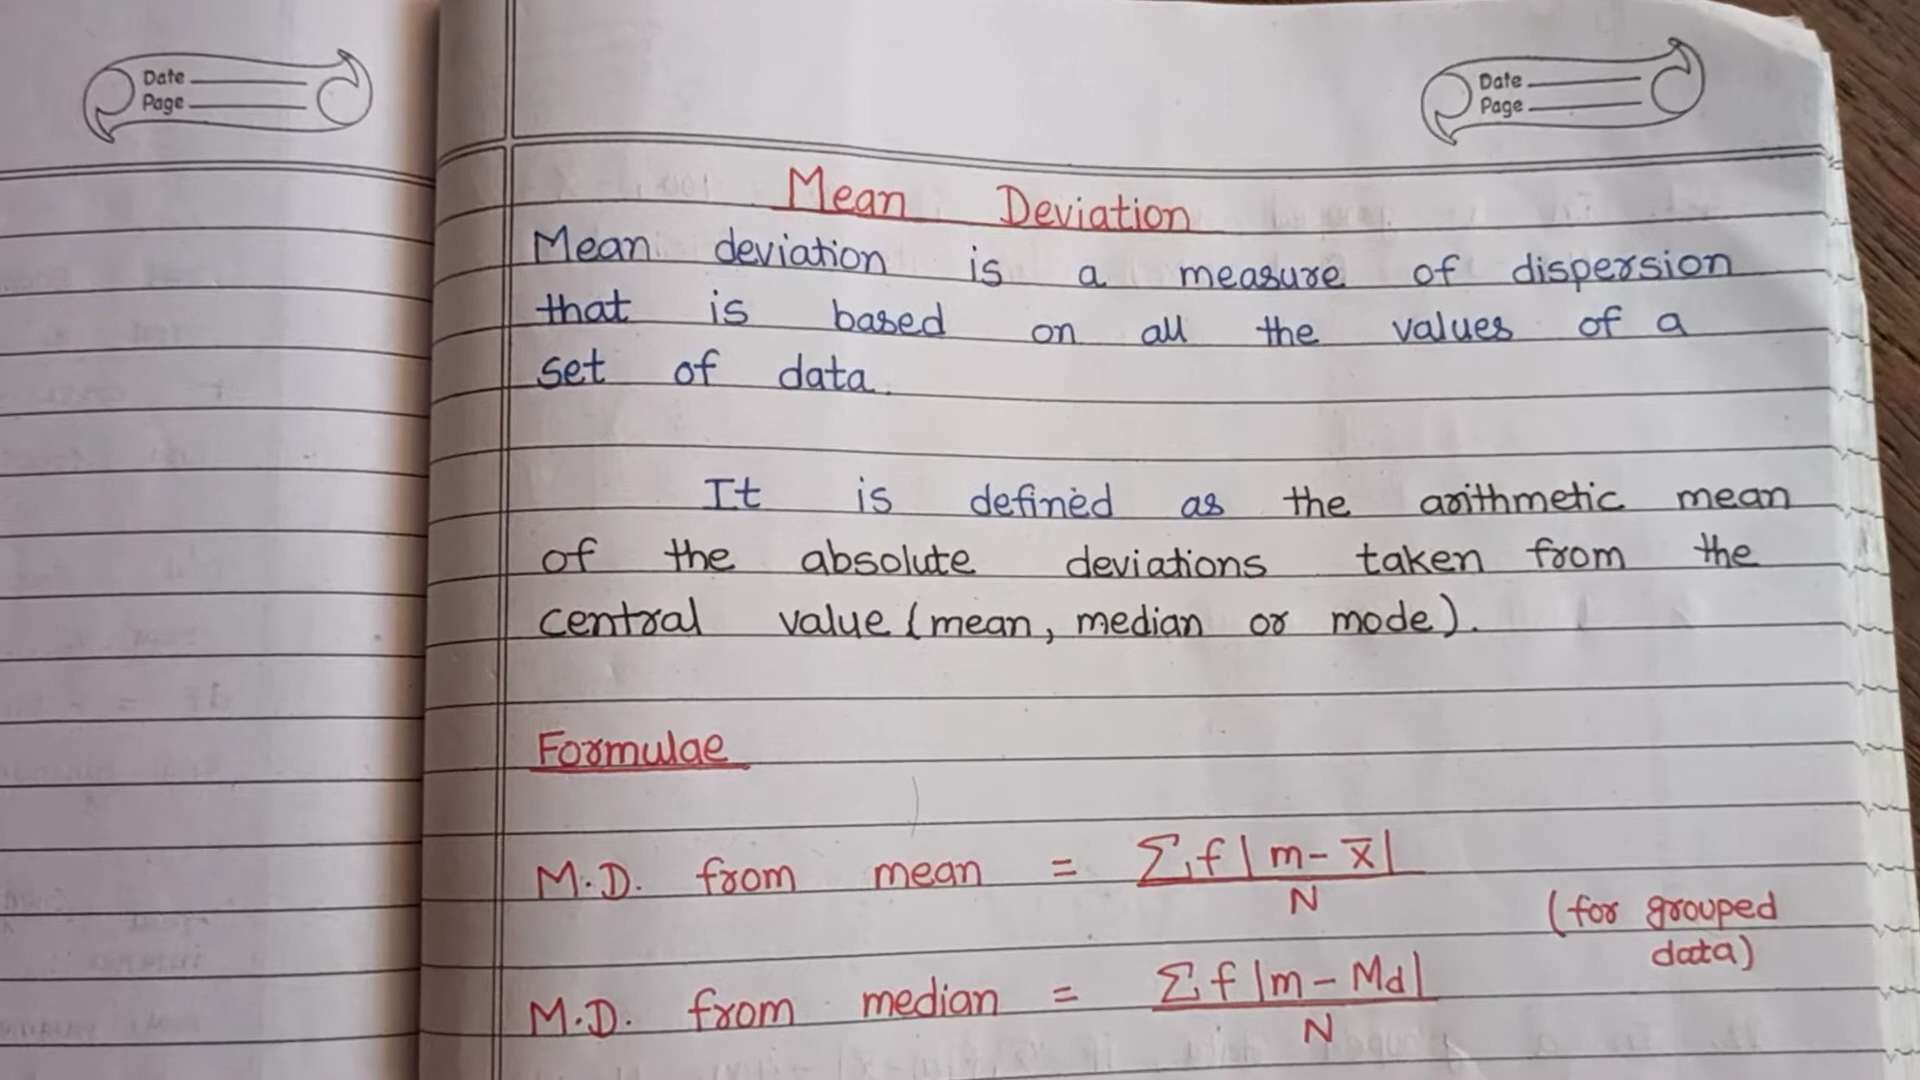 Date
Page
Date
Page
Mean Deviation
Mean deviation is a measure of dispersion
that is based on all the values of a
set of data.
It is defined as the arithmetic mean
of the absolute deviations taken from the
central value (mean, median or mode).
Formulae
M.D. from mean = Σf|m-x̅|
N
(for grouped
data)
M.D. from median = Σf|m-Md|
N